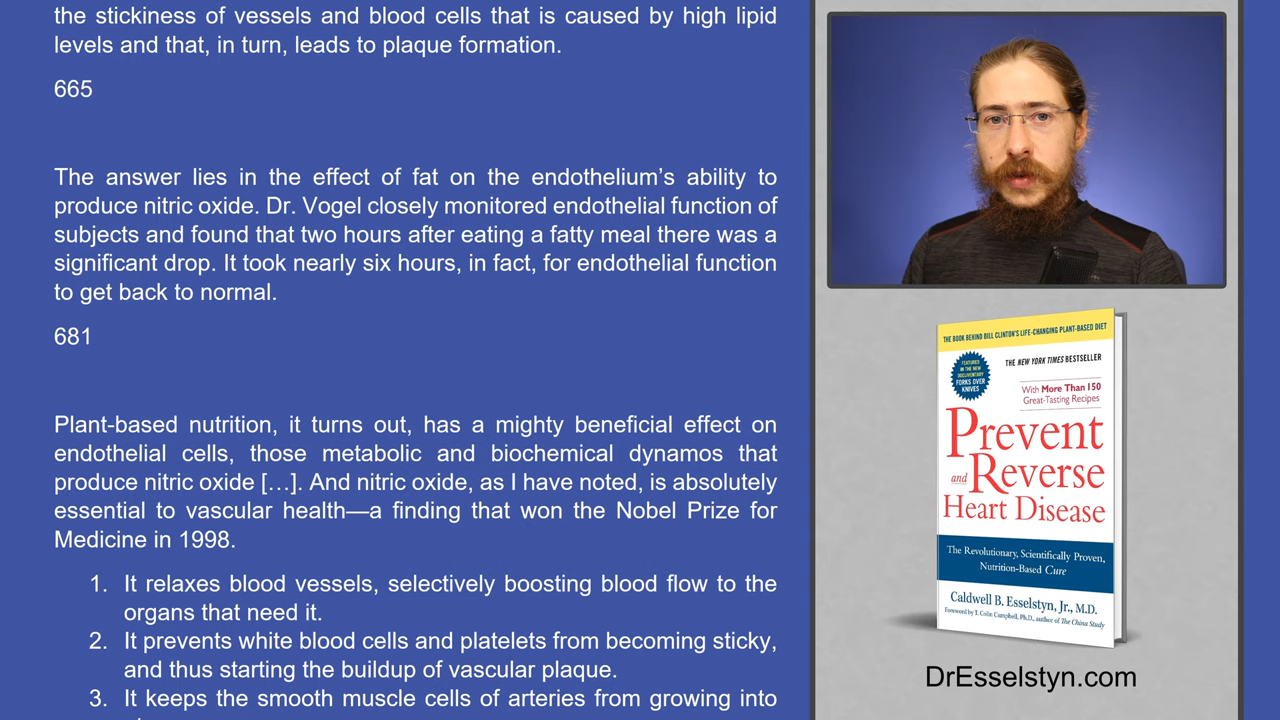 the stickiness of vessels and blood cells that is caused by high lipid
levels and that, in turn, leads to plaque formation.
665
The answer lies in the effect of fat on the endothelium’s ability to
produce nitric oxide. Dr. Vogel closely monitored endothelial function of
subjects and found that two hours after eating a fatty meal there was a
significant drop. It took nearly six hours, in fact, for endothelial function
to get back to normal.
681
Plant-based nutrition, it turns out, has a mighty beneficial effect on
endothelial cells, those metabolic and biochemical dynamos that
produce nitric oxide […]. And nitric oxide, as I have noted, is absolutely
essential to vascular health—a finding that won the Nobel Prize for
Medicine in 1998.
1. It relaxes blood vessels, selectively boosting blood flow to the
organs that need it.
2. It prevents white blood cells and platelets from becoming sticky,
and thus starting the buildup of vascular plaque.
3. It keeps the smooth muscle cells of arteries from growing into
THE BOOK BEHIND BILL CLINTON'S LIFE-CHANGING PLANT-BASED DIET
FEATURED
IN THE NEW
DOCUMENTARY
FORKS OVER
KNIVES
THE NEW YORK TIMES BESTSELLER
With More Than 150
Great-Tasting Recipes
Prevent
and Reverse
Heart Disease
The Revolutionary, Scientifically Proven,
Nutrition-Based Cure
Caldwell B. Esselstyn, Jr., M.D.
Foreword by T. Colin Campbell, Ph.D., author of The China Study
DrEsselstyn.com